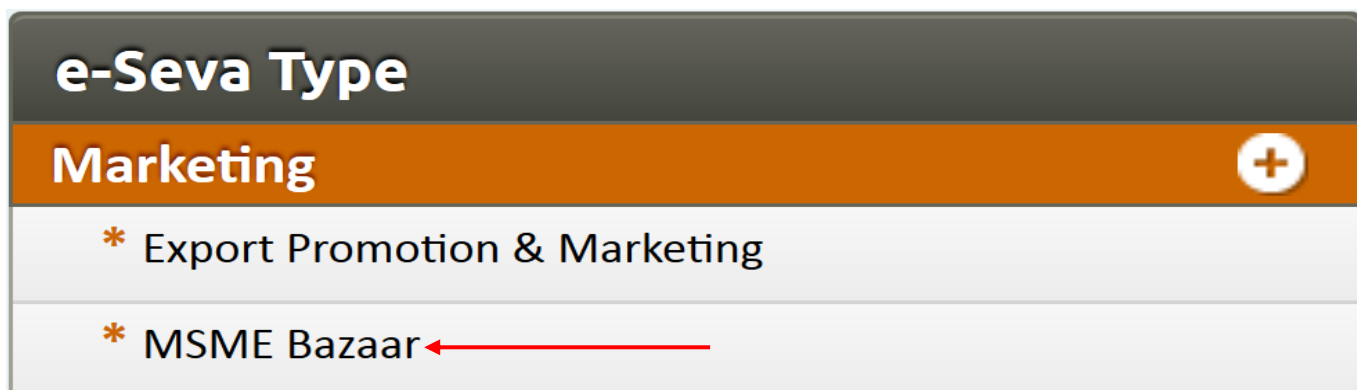 e-Seva Type
Marketing
* Export Promotion & Marketing
* MSME Bazaar